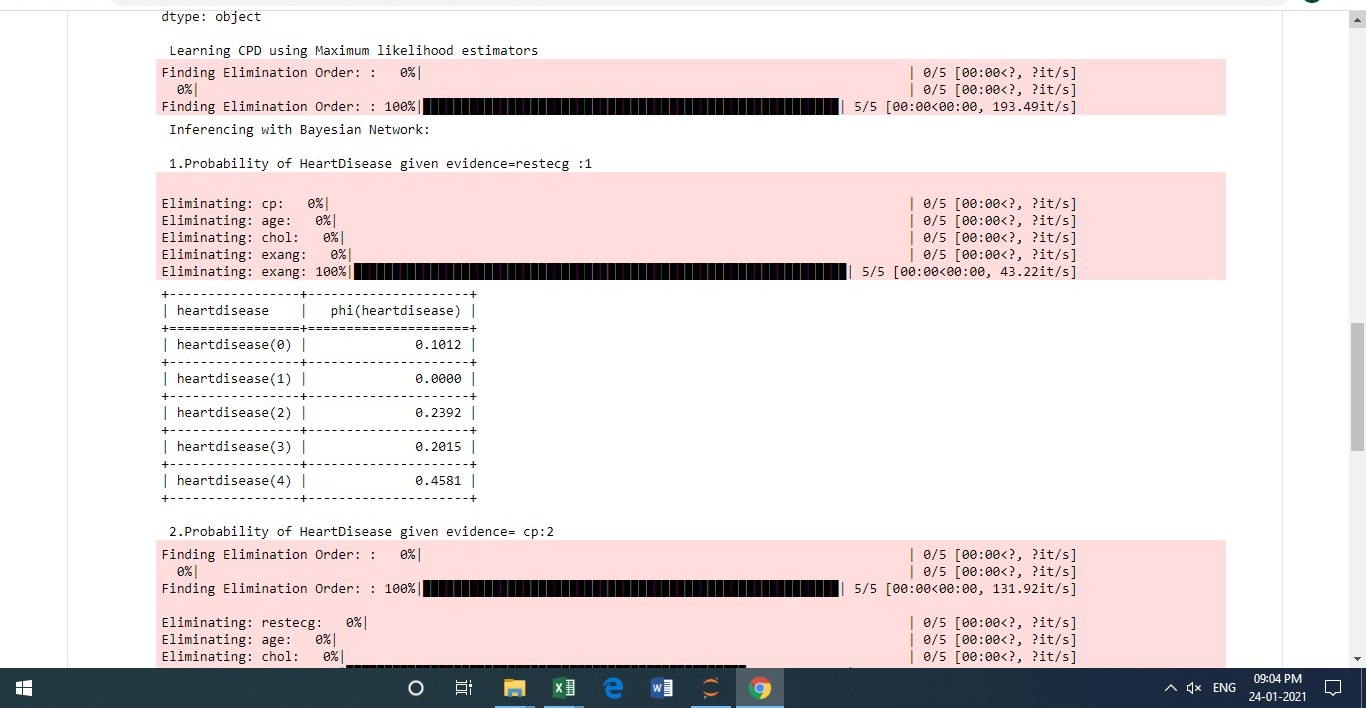 dtype: object
Learning CPD using Maximum likelihood estimators
Finding Elimination Order: :   0%|          | 0/5 [00:00<?, ?it/s]
0%|          | 0/5 [00:00<?, ?it/s]
Finding Elimination Order: : 100%|██████████| 5/5 [00:00<00:00, 193.49it/s]
Inferencing with Bayesian Network:
1.Probability of HeartDisease given evidence=restecg :1
Eliminating: cp:   0%|          | 0/5 [00:00<?, ?it/s]
Eliminating: age:   0%|          | 0/5 [00:00<?, ?it/s]
Eliminating: chol:   0%|          | 0/5 [00:00<?, ?it/s]
Eliminating: exang:   0%|          | 0/5 [00:00<?, ?it/s]
Eliminating: exang: 100%|██████████| 5/5 [00:00<00:00, 43.22it/s]
+-----------------+---------------------+
| heartdisease    |   phi(heartdisease) |
+=================+=====================+
| heartdisease(0) |              0.1012 |
+-----------------+---------------------+
| heartdisease(1) |              0.0000 |
+-----------------+---------------------+
| heartdisease(2) |              0.2392 |
+-----------------+---------------------+
| heartdisease(3) |              0.2015 |
+-----------------+---------------------+
| heartdisease(4) |              0.4581 |
+-----------------+---------------------+
2.Probability of HeartDisease given evidence= cp:2
Finding Elimination Order: :   0%|          | 0/5 [00:00<?, ?it/s]
0%|          | 0/5 [00:00<?, ?it/s]
Finding Elimination Order: : 100%|██████████| 5/5 [00:00<00:00, 131.92it/s]
Eliminating: restecg:   0%|          | 0/5 [00:00<?, ?it/s]
Eliminating: age:   0%|          | 0/5 [00:00<?, ?it/s]
Eliminating: chol:   0%|          | 0/5 [00:00<?, ?it/s]
ENG
09:04 PM
24-01-2021